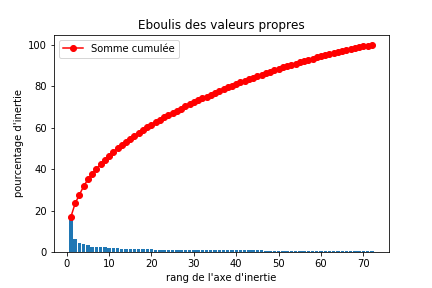 Eboulis des valeurs propres
Somme cumulée
pourcentage d'inertie
100
80
60
40
20
0
0 10 20 30 40 50 60 70
rang de l'axe d'inertie